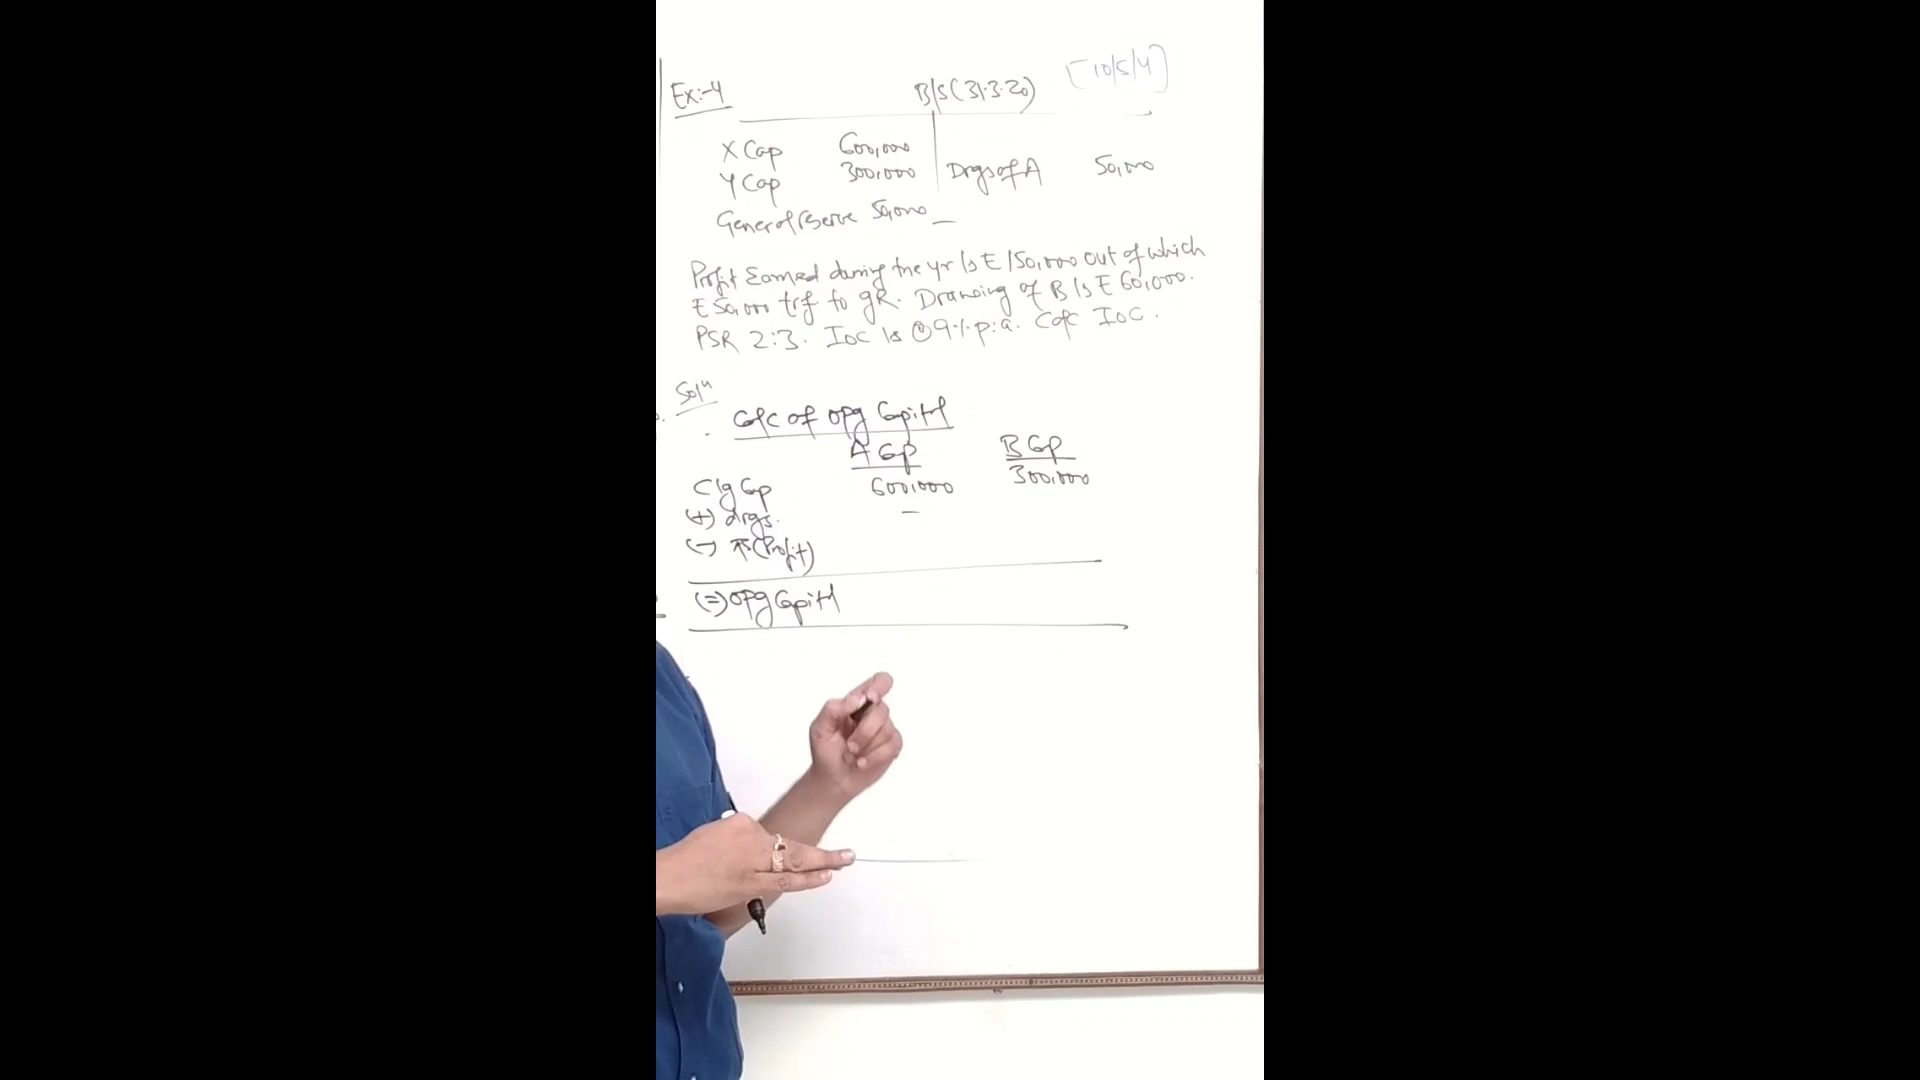 Ex:-4
B/S (31.3.20)
[10/5/4]
X Cap 600,000
Y Cap 300,000 Drgs of A 50,000
General reserve 50,000
Profit Earned during the yr is ₹ 150,000 out of which
₹ 50,000 trf to gR. Drawing of B is ₹ 60,000.
PSR 2:3. IOC is @ 9% p.a. Calc IOC.
Solⁿ
Calc of opg Capital
A Cap B Cap
Clg Cap 600,000 300,000
(+) drgs. —
(-) (Profit)
(=) opg Capital